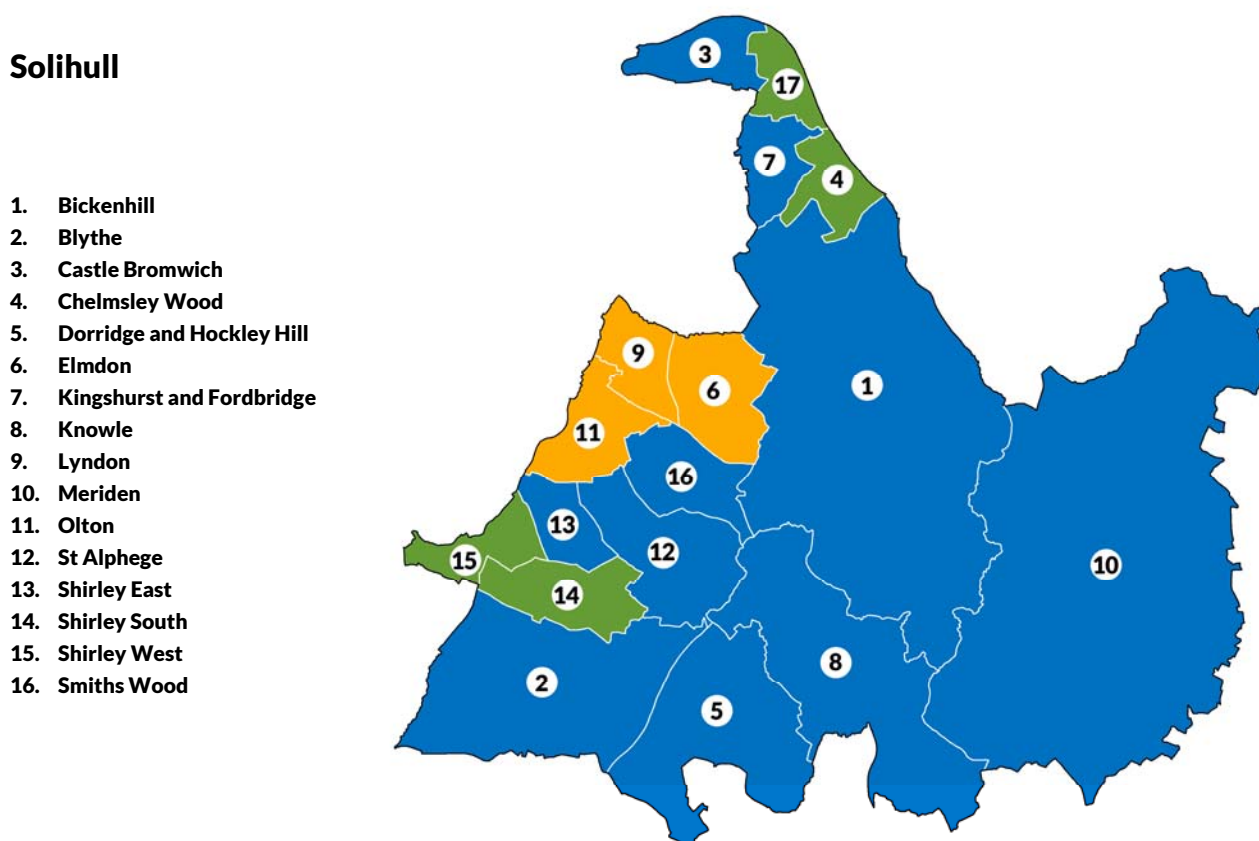 Solihull
1. Bickenhill
2. Blythe
3. Castle Bromwich
4. Chelmsley Wood
5. Dorridge and Hockley Hill
6. Elmdon
7. Kingshurst and Fordbridge
8. Knowle
9. Lyndon
10. Meriden
11. Olton
12. St Alphege
13. Shirley East
14. Shirley South
15. Shirley West
16. Smiths Wood
3
17
7
4
9
6
1
11
16
13
12
15
10
14
8
2
5